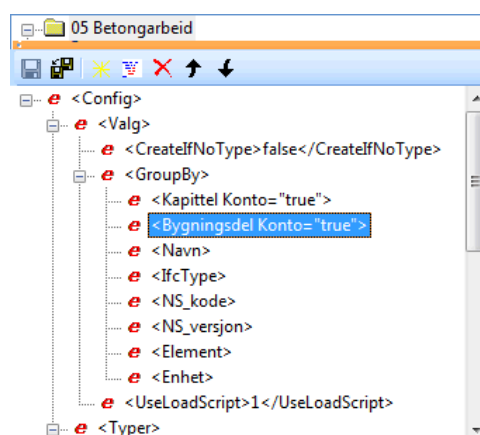 05 Betongarbeid
<Config>
<Valg>
<CreateIfNoType>false</CreateIfNoType>
<GroupBy>
<Kapittel Konto="true">
<Bygningsdel Konto="true">
<Navn>
<IfcType>
<NS_kode>
<NS_versjon>
<Element>
<Enhet>
<UseLoadScript>1</UseLoadScript>
<Typer>